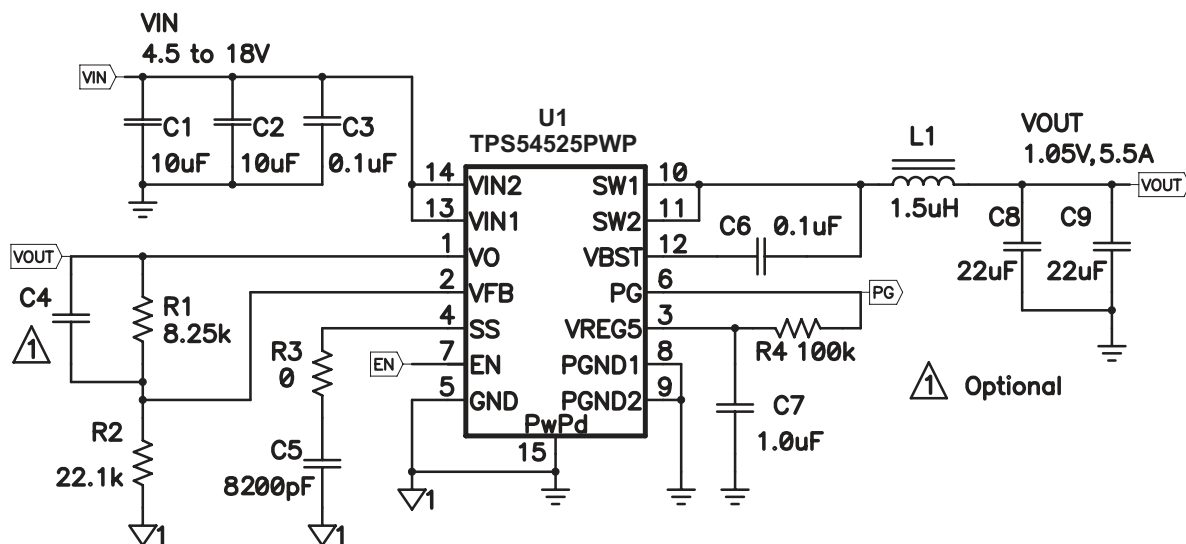 VIN
4.5 to 18V
VIN
C1
10uF
C2
10uF
C3
0.1uF
U1
TPS54525PWP
14 VIN2
13 VIN1
1 VO
2 VFB
4 SS
7 EN
5 GND
SW1 10
SW2 11
VBST 12
PG 6
VREG5 3
PGND1 8
PGND2 9
PwPd
15
VOUT
C4
1
R1
8.25k
R2
22.1k
R3
0
C5
8200pF
EN
1
1
1
C6 0.1uF
L1
1.5uH
VOUT
1.05V, 5.5A
VOUT
C8
22uF
C9
22uF
PG
R4 100k
C7
1.0uF
1 Optional